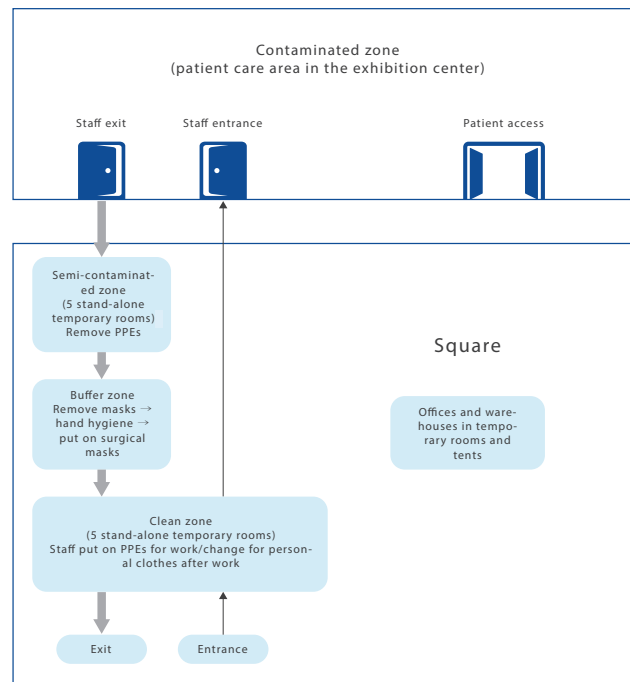 Contaminated zone
(patient care area in the exhibition center)
Staff exit
Staff entrance
Patient access
Semi-contaminat-
ed zone
(5 stand-alone
temporary rooms)
Remove PPEs
Square
Buffer zone
Remove masks →
hand hygiene →
put on surgical
masks
Offices and ware-
houses in tempo-
rary rooms and
tents
Clean zone
(5 stand-alone temporary rooms)
Staff put on PPEs for work/change for person-
al clothes after work
Exit
Entrance